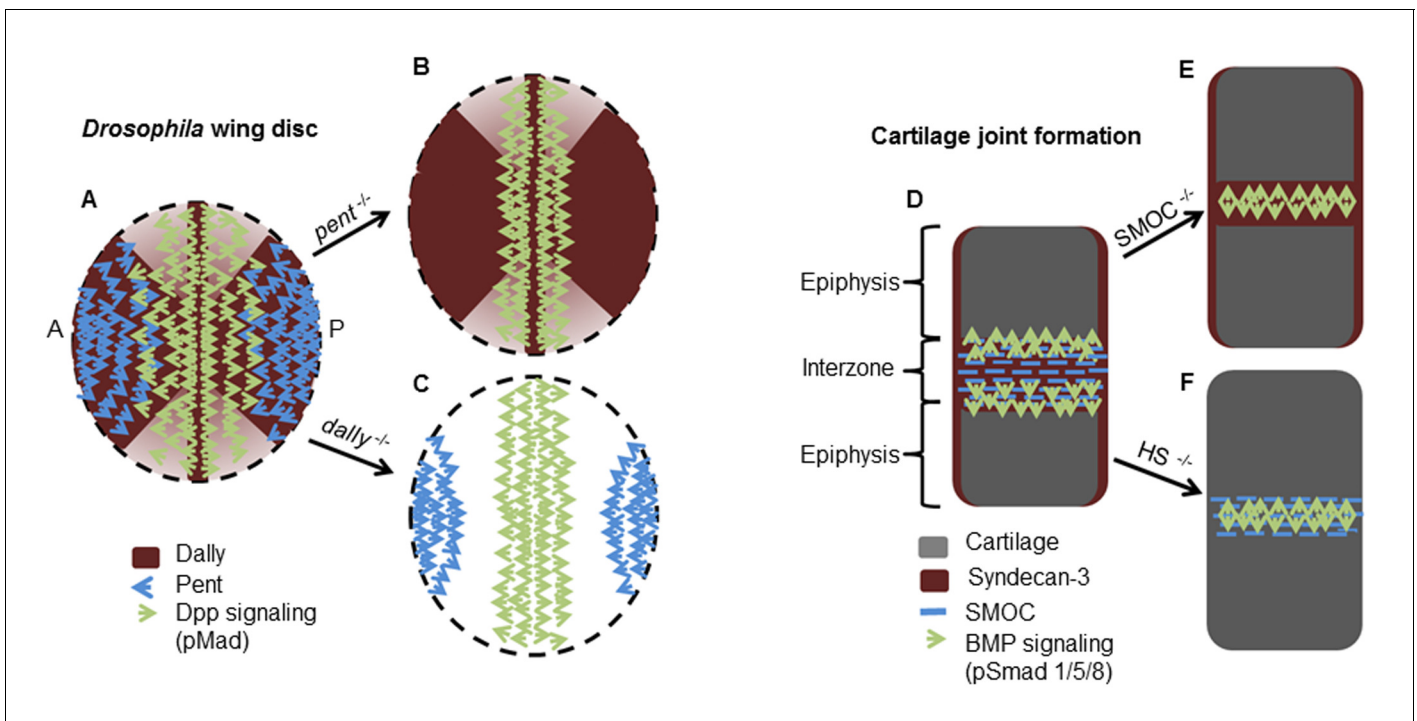 Drosophila wing disc
A
A
P
pent -/-
dally -/-
B
C
Dally
Pent
Dpp signaling
(pMad)
Cartilage joint formation
D
Epiphysis
Interzone
Epiphysis
SMOC -/-
HS -/-
E
F
Cartilage
Syndecan-3
SMOC
BMP signaling
(pSmad 1/5/8)